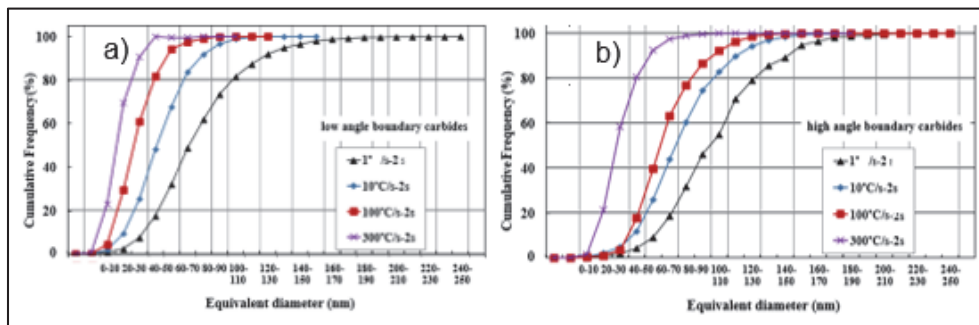 a)
100
80
60
40
20
0
Cumulative Frequency (%)
low angle boundary carbides
1° /s-2s
10°C/s-2s
100°C/s-2s
300°C/s-2s
0-10 20-30 40-50 60-70 80-90 100-110 120-130 140-150 160-170 180-190 200-210 220-230 240-250
Equivalent diameter (nm)
b)
100
80
60
40
20
0
Cumulative Frequency (%)
high angle boundary carbides
1° /s-2
10°C/s-2s
100°C/s-2s
300°C/s-2s
0-10 20-30 40-50 60-70 80-90 100-110 120-130 140-150 160-170 180-190 200-210 220-230 240-250
Equivalent diameter (nm)